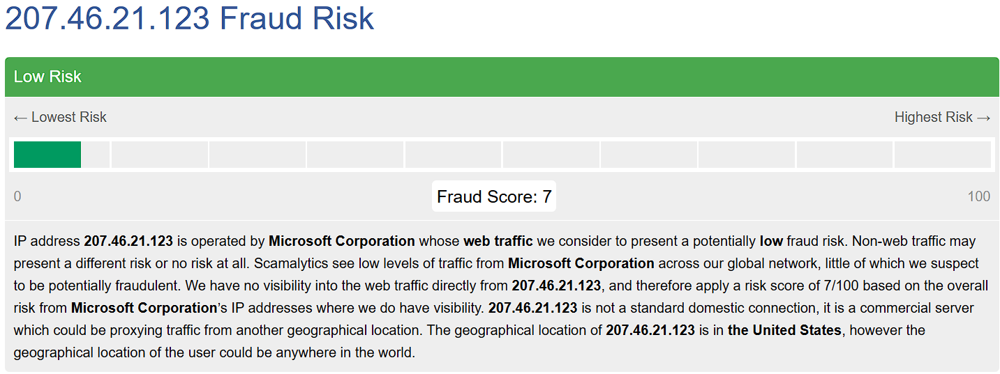 207.46.21.123 Fraud Risk
Low Risk
← Lowest Risk Highest Risk →
0 Fraud Score: 7 100
IP address 207.46.21.123 is operated by Microsoft Corporation whose web traffic we consider to present a potentially low fraud risk. Non-web traffic may
present a different risk or no risk at all. Scamalytics see low levels of traffic from Microsoft Corporation across our global network, little of which we suspect
to be potentially fraudulent. We have no visibility into the web traffic directly from 207.46.21.123, and therefore apply a risk score of 7/100 based on the overall
risk from Microsoft Corporation’s IP addresses where we do have visibility. 207.46.21.123 is not a standard domestic connection, it is a commercial server
which could be proxying traffic from another geographical location. The geographical location of 207.46.21.123 is in the United States, however the
geographical location of the user could be anywhere in the world.